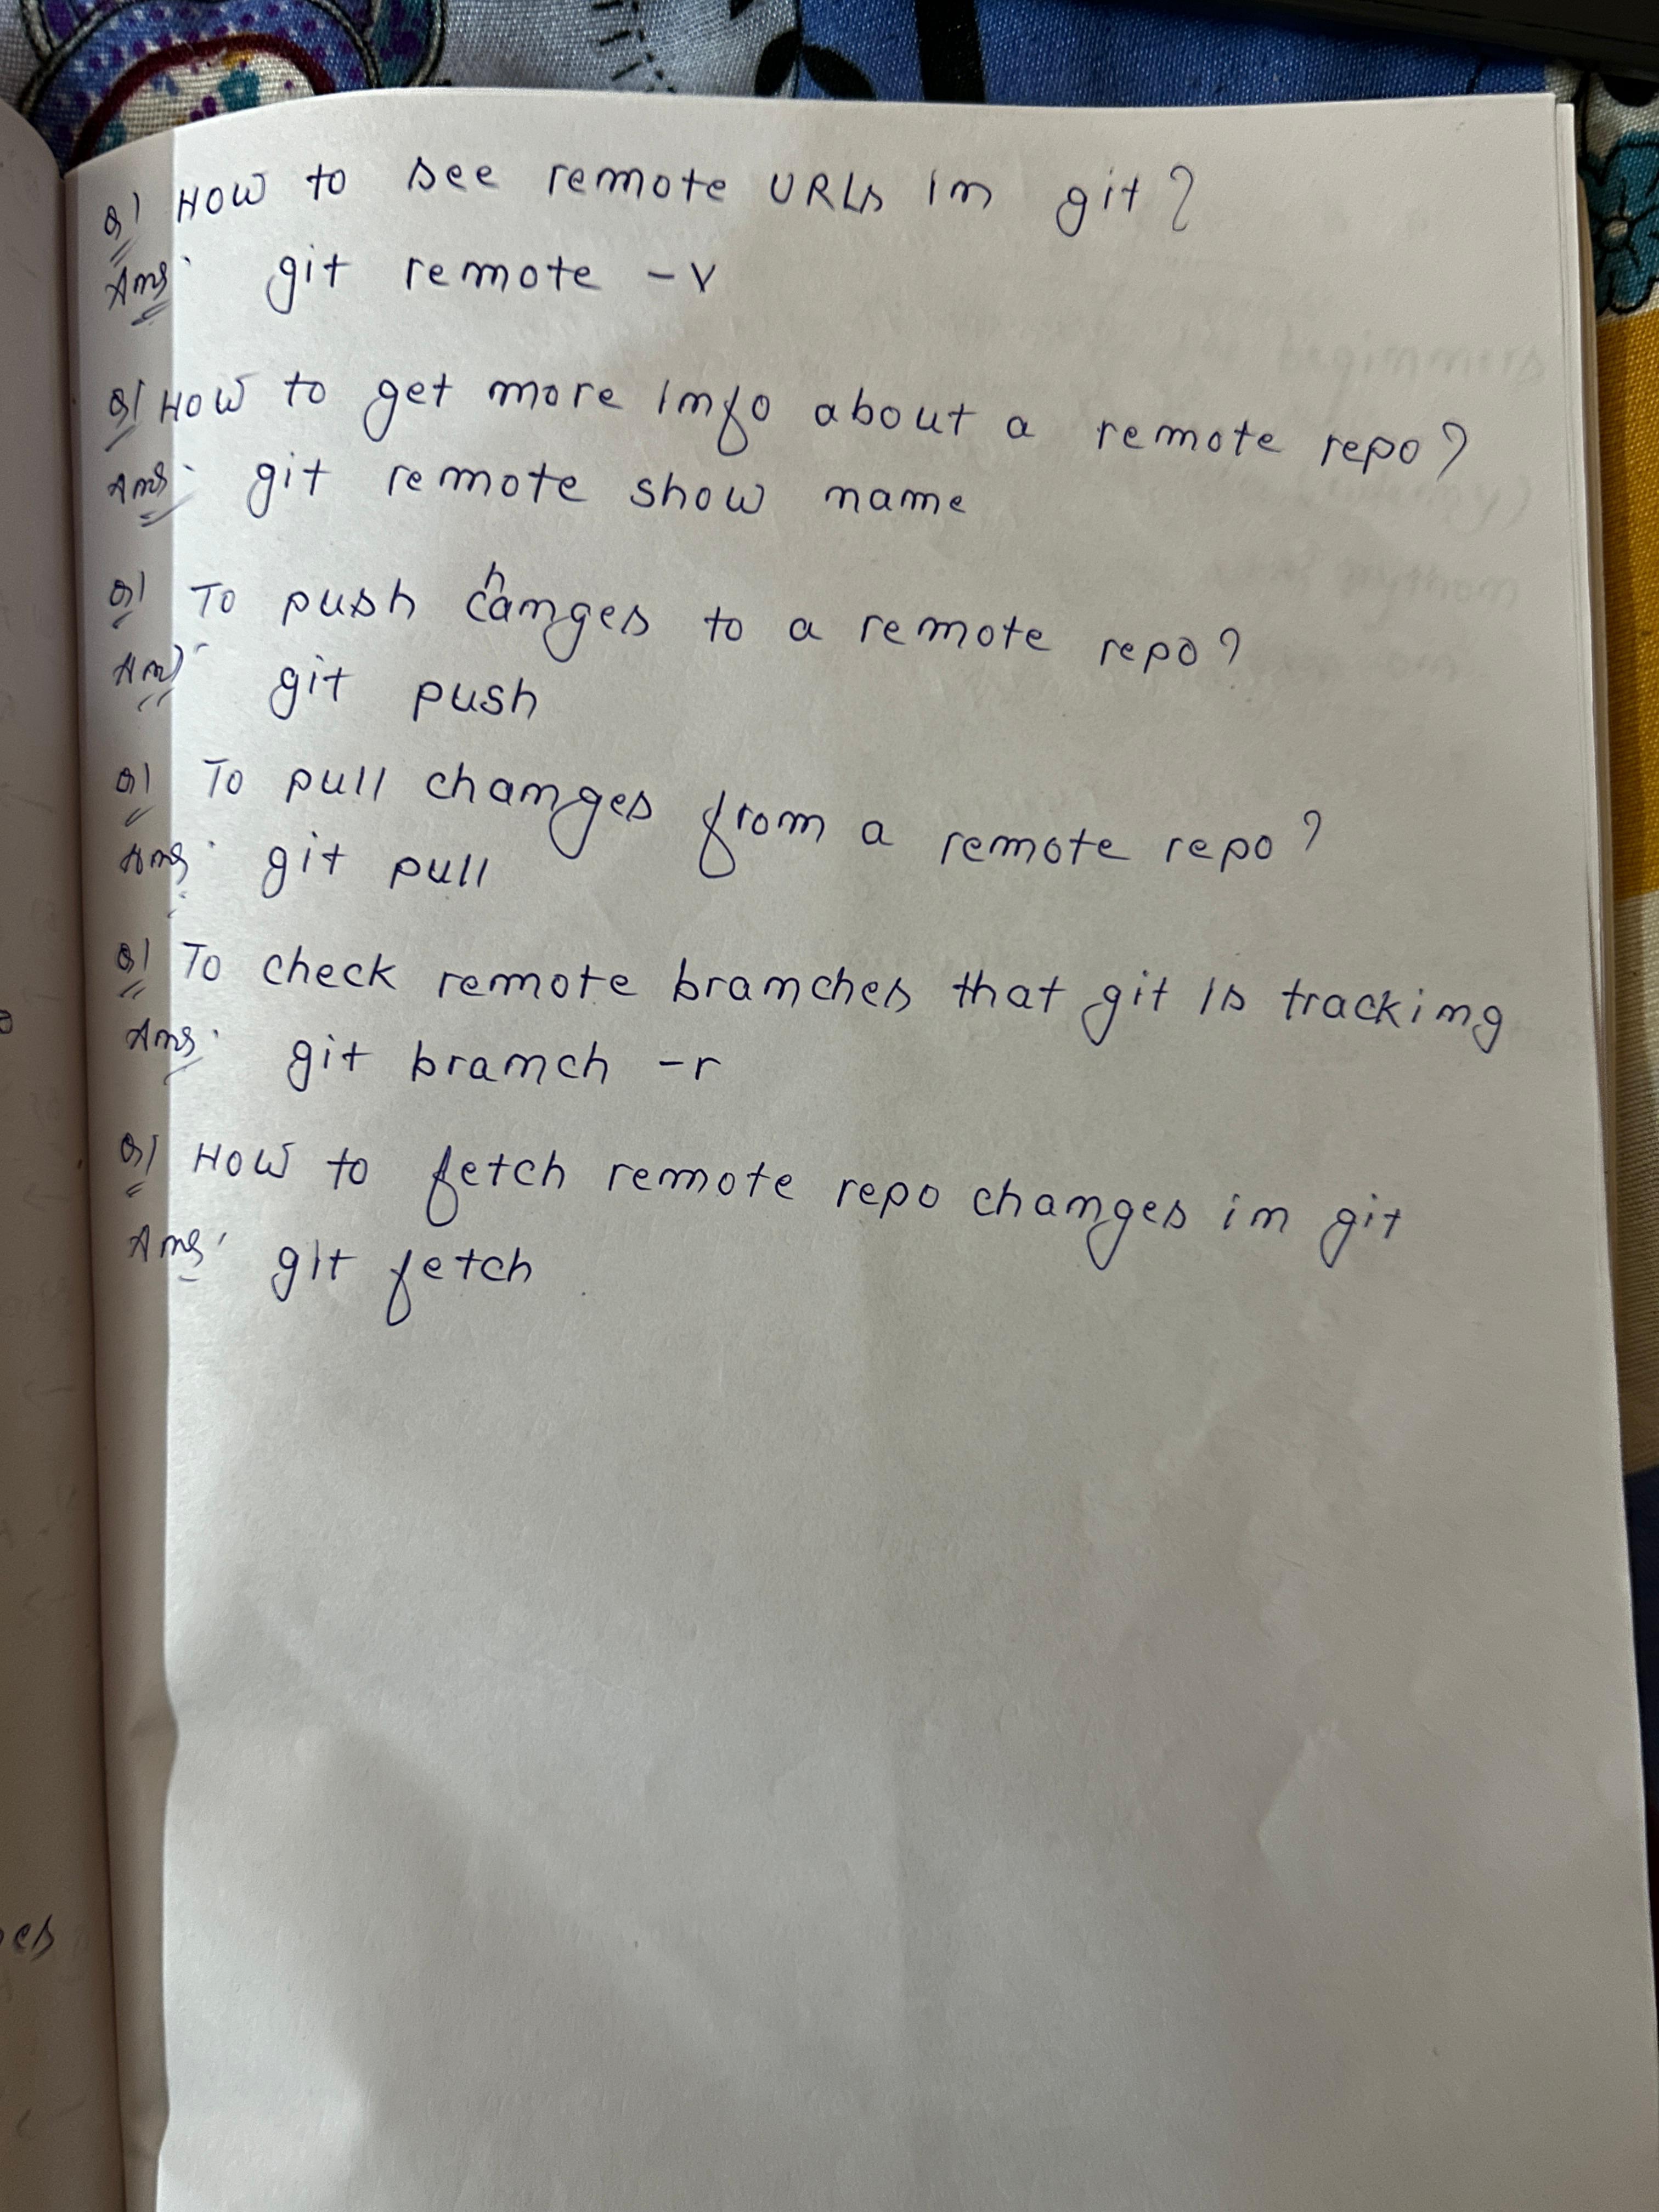 Q) How to see remote URLs in git?
Ans: git remote -v
Q) How to get more info about a remote repo?
Ans: git remote show name
Q) To push changes to a remote repo?
Ans: git push
Q) To pull changes from a remote repo?
Ans: git pull
Q) To check remote branches that git is tracking
Ans: git branch -r
Q) How to fetch remote repo changes in git
Ans: git fetch